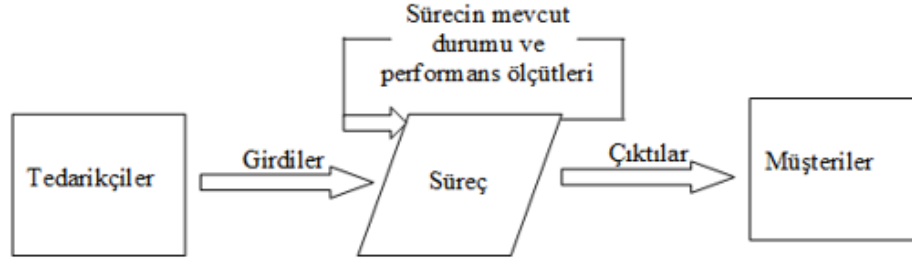 Sürecin mevcut
durumu ve
performans ölçütleri
Tedarikçiler
Girdiler
Süreç
Çıktılar
Müşteriler